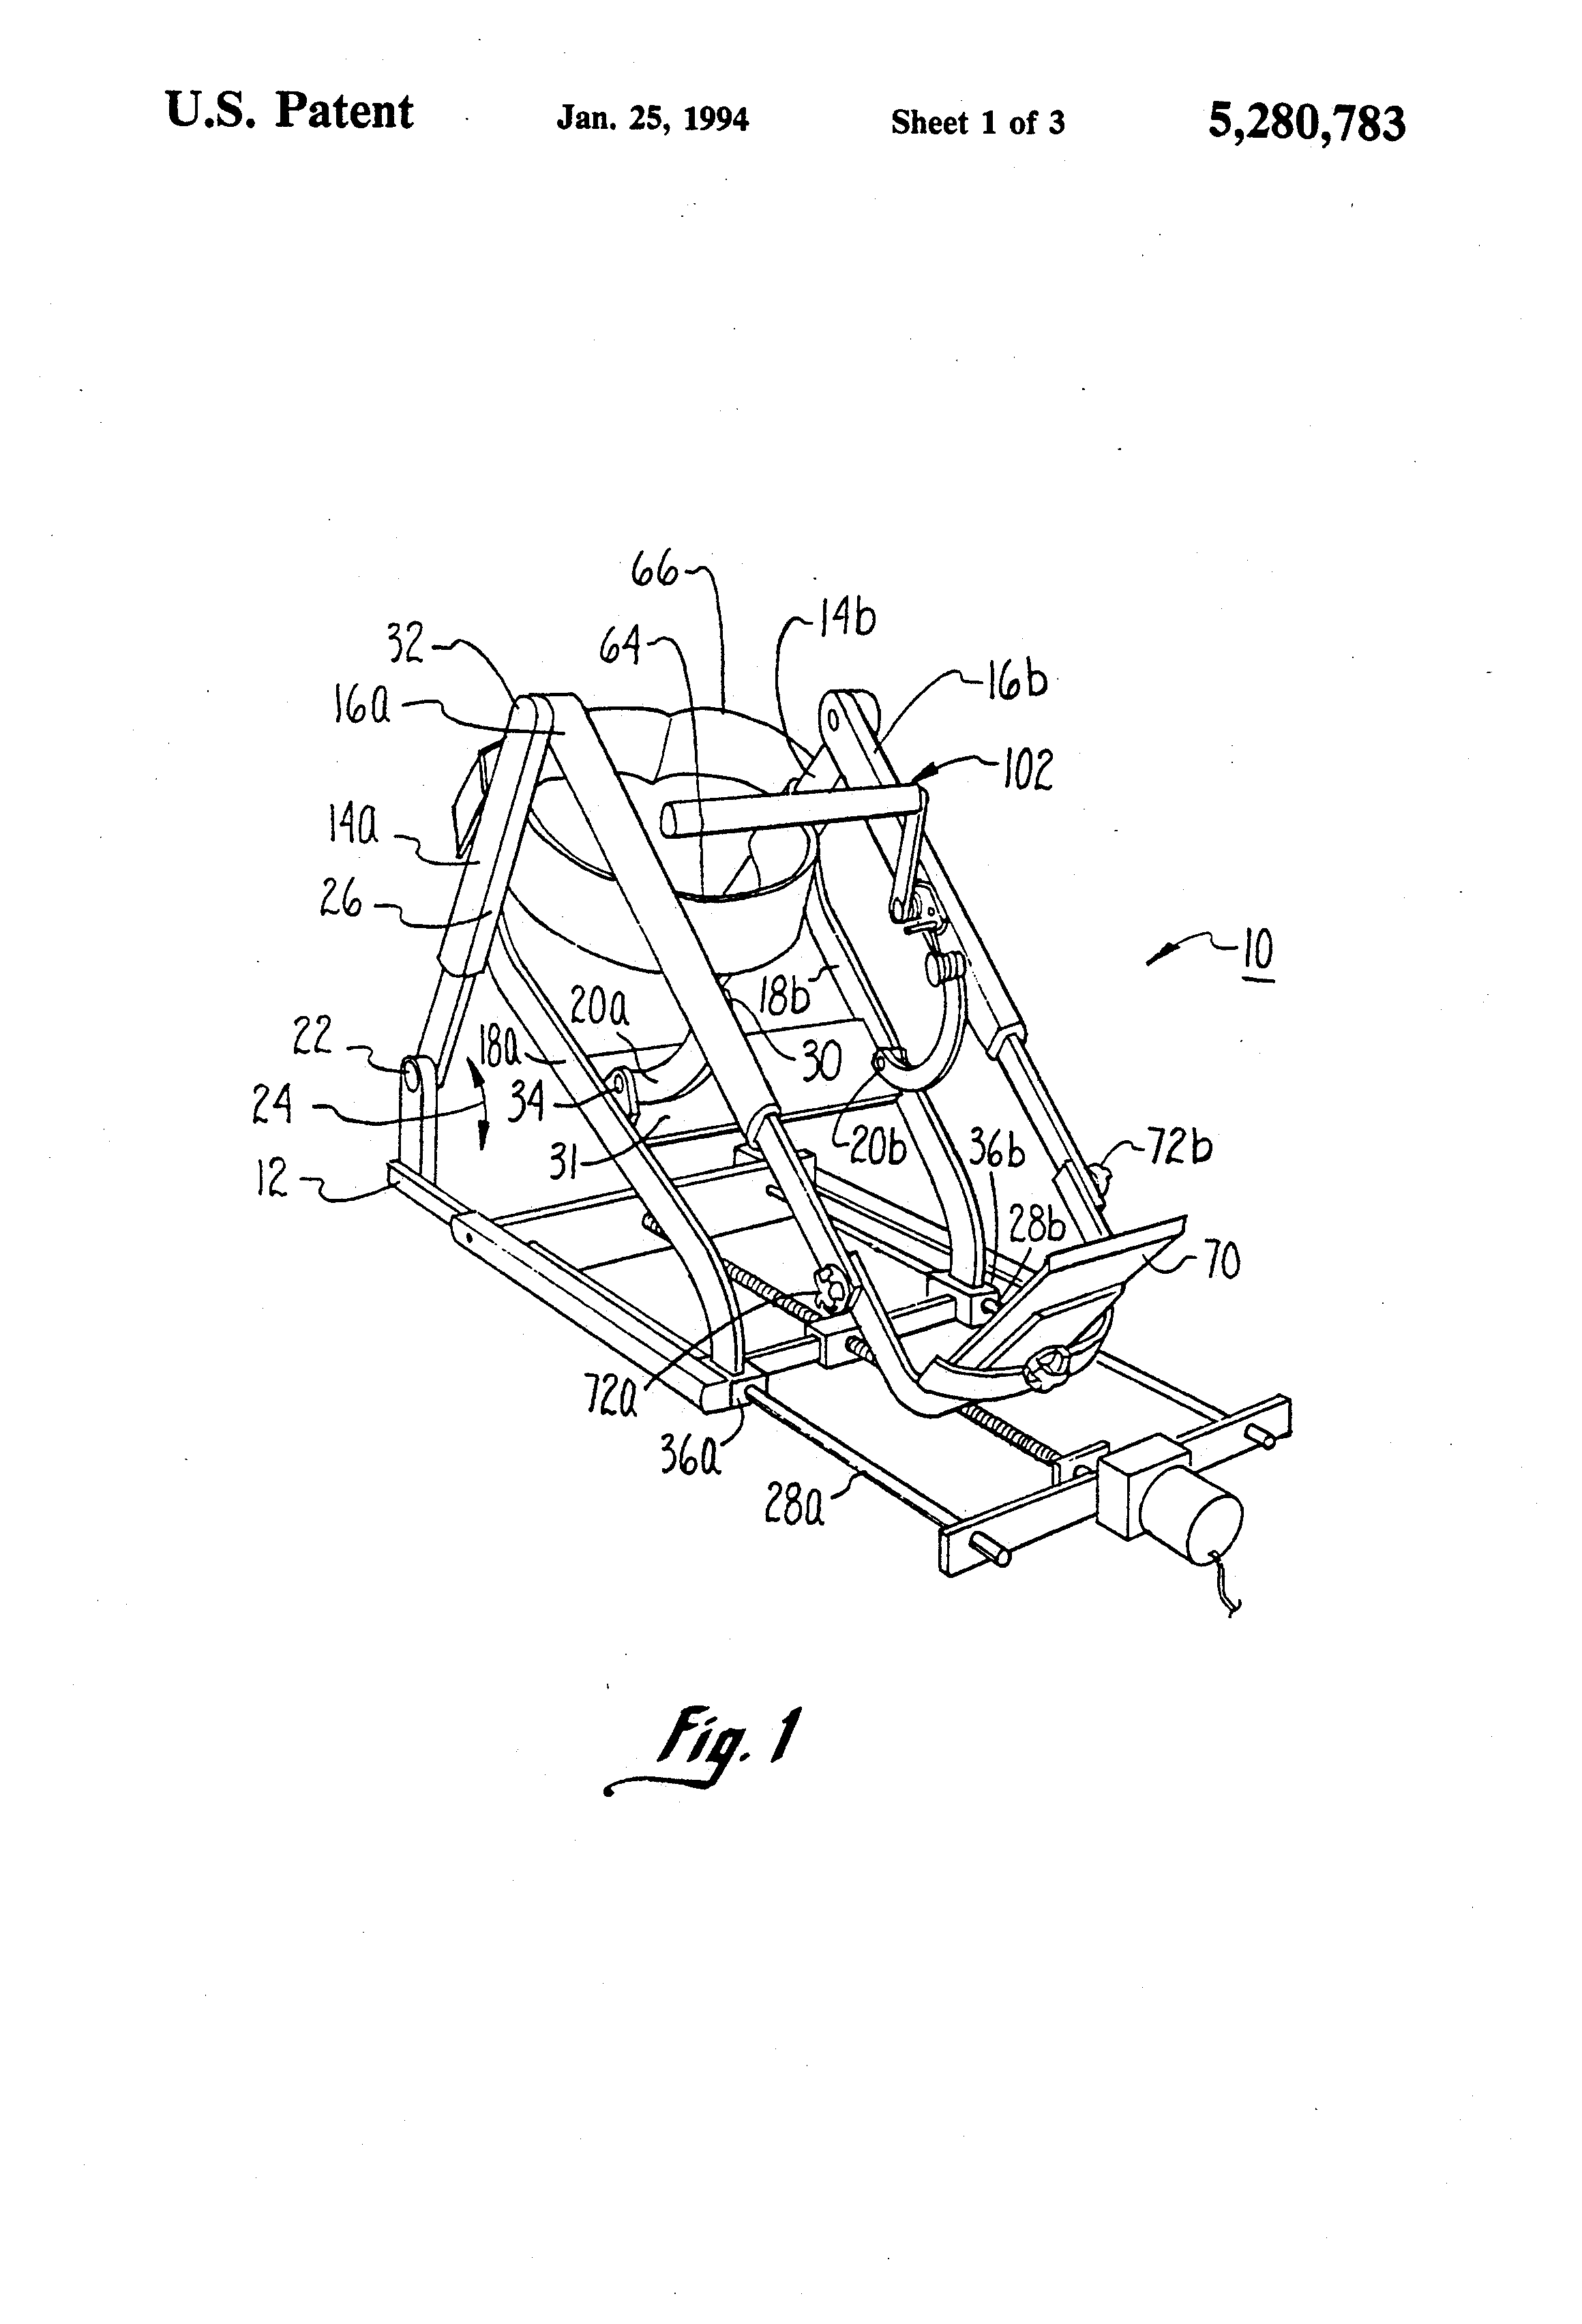 U.S. Patent Jan. 25, 1994 Sheet 1 of 3 5,280,783
66
14b
32
64
16b
16a
102
14a
26
10
20a
18b
22
18a
30
24
34
20b
36b
72b
31
12
28b
70
72a
36a
28a
Fig. 1